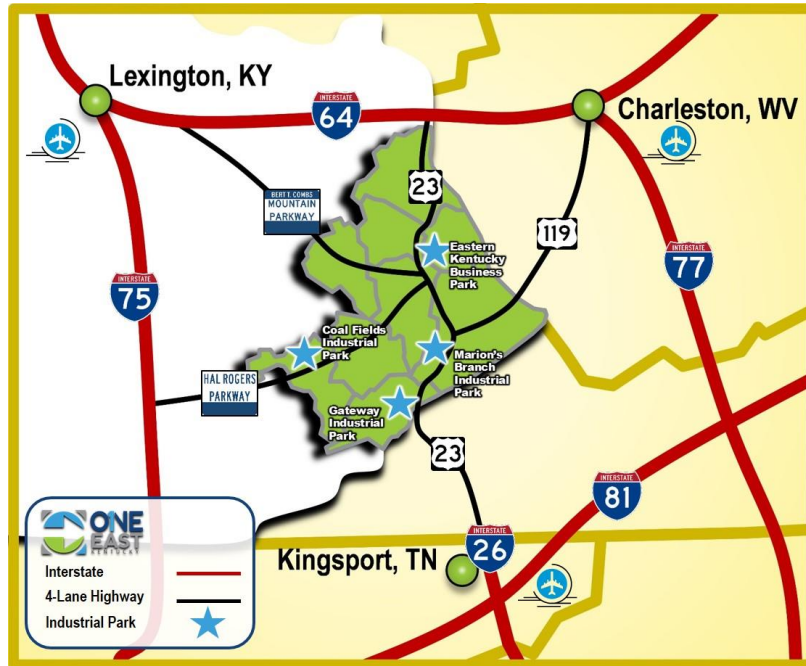 Lexington, KY
INTERSTATE
64
Charleston, WV
23
BERT T. COMBS
MOUNTAIN
PARKWAY
119
Eastern
Kentucky
Business
Park
INTERSTATE
77
INTERSTATE
75
Coal Fields
Industrial
Park
Marion's
Branch
Industrial
Park
HAL ROGERS
PARKWAY
Gateway
Industrial
Park
23
INTERSTATE
81
INTERSTATE
26
Kingsport, TN
ONE
EAST
KENTUCKY
Interstate
4-Lane Highway
Industrial Park